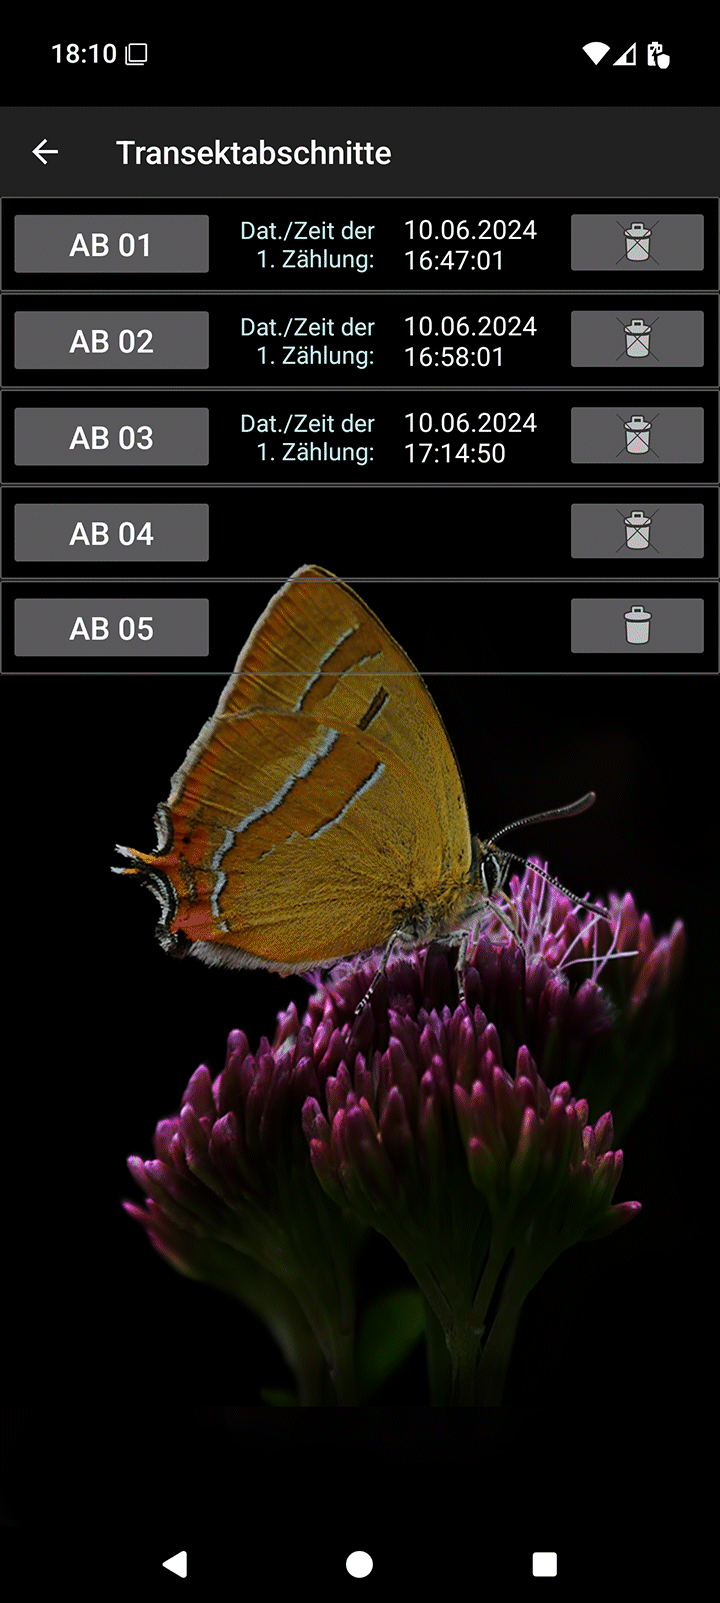 18:10
Transektabschnitte
AB 01
Dat./Zeit der
1. Zählung:
10.06.2024
16:47:01
AB 02
Dat./Zeit der
1. Zählung:
10.06.2024
16:58:01
AB 03
Dat./Zeit der
1. Zählung:
10.06.2024
17:14:50
AB 04
AB 05